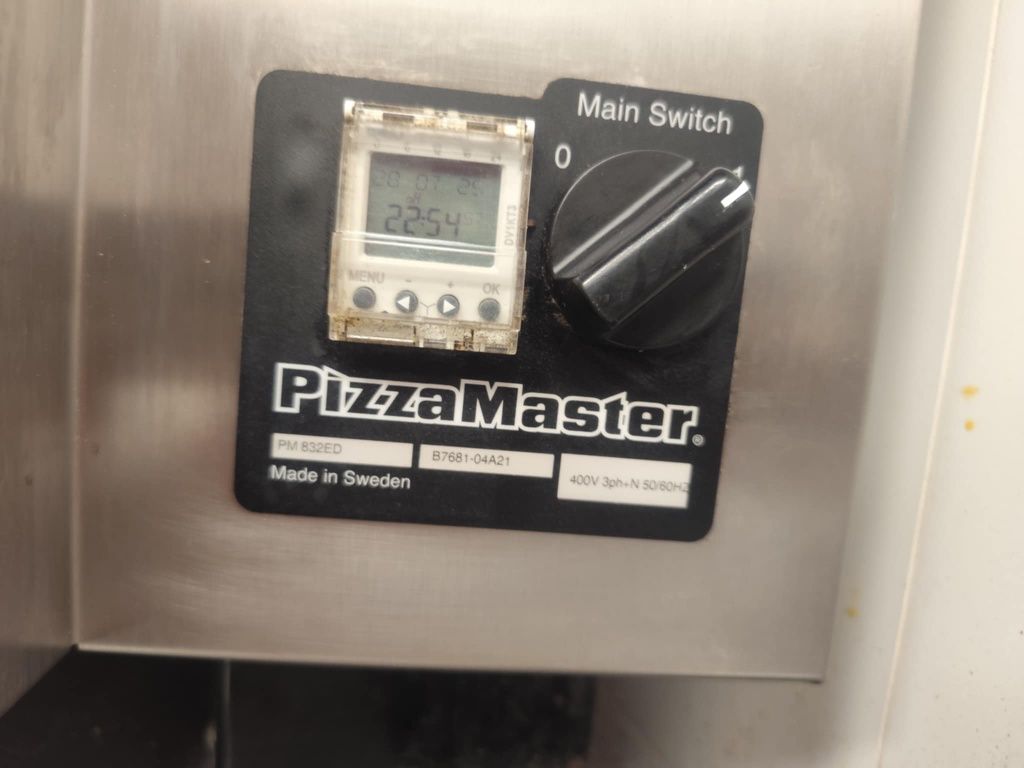 Main Switch
0
1
28 07 25
22:54
DV1KT3
MENU - + OK
PizzaMaster®
PM 832ED
B7681-04A21
400V 3ph+N 50/60HZ
Made in Sweden